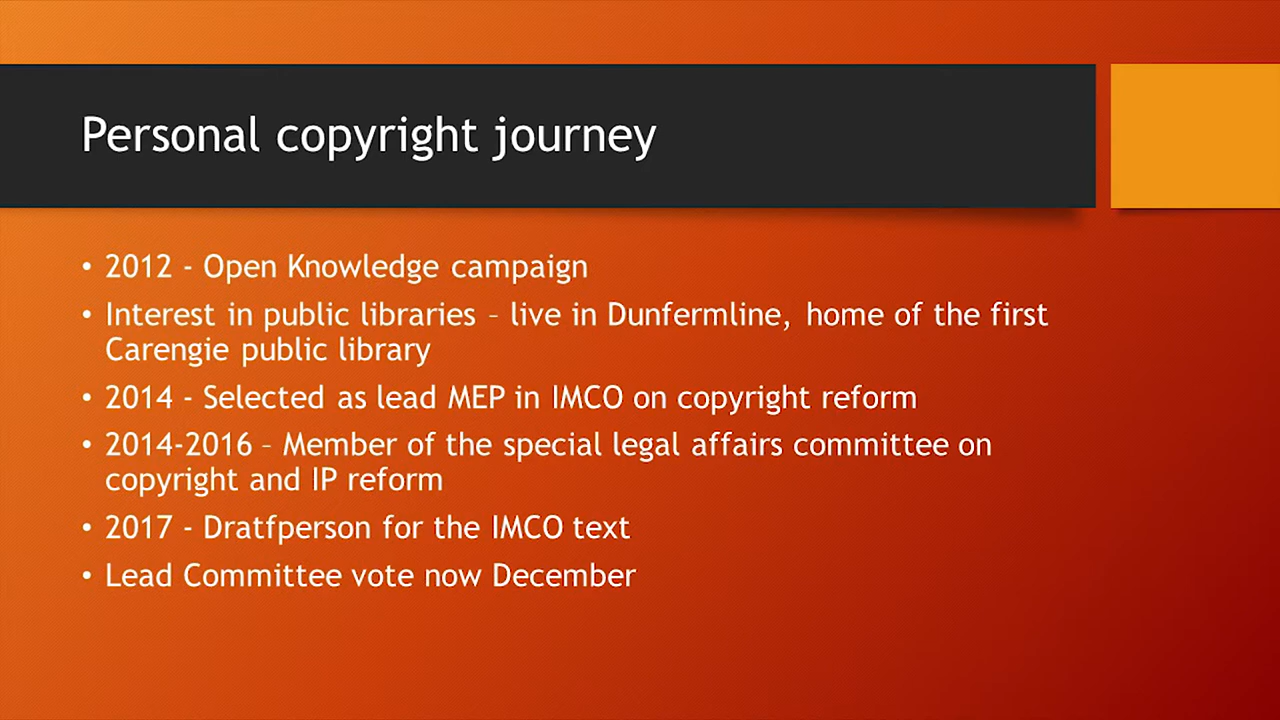 Personal copyright journey
• 2012 - Open Knowledge campaign
• Interest in public libraries – live in Dunfermline, home of the first
Carengie public library
• 2014 - Selected as lead MEP in IMCO on copyright reform
• 2014-2016 – Member of the special legal affairs committee on
copyright and IP reform
• 2017 - Dratfperson for the IMCO text
• Lead Committee vote now December